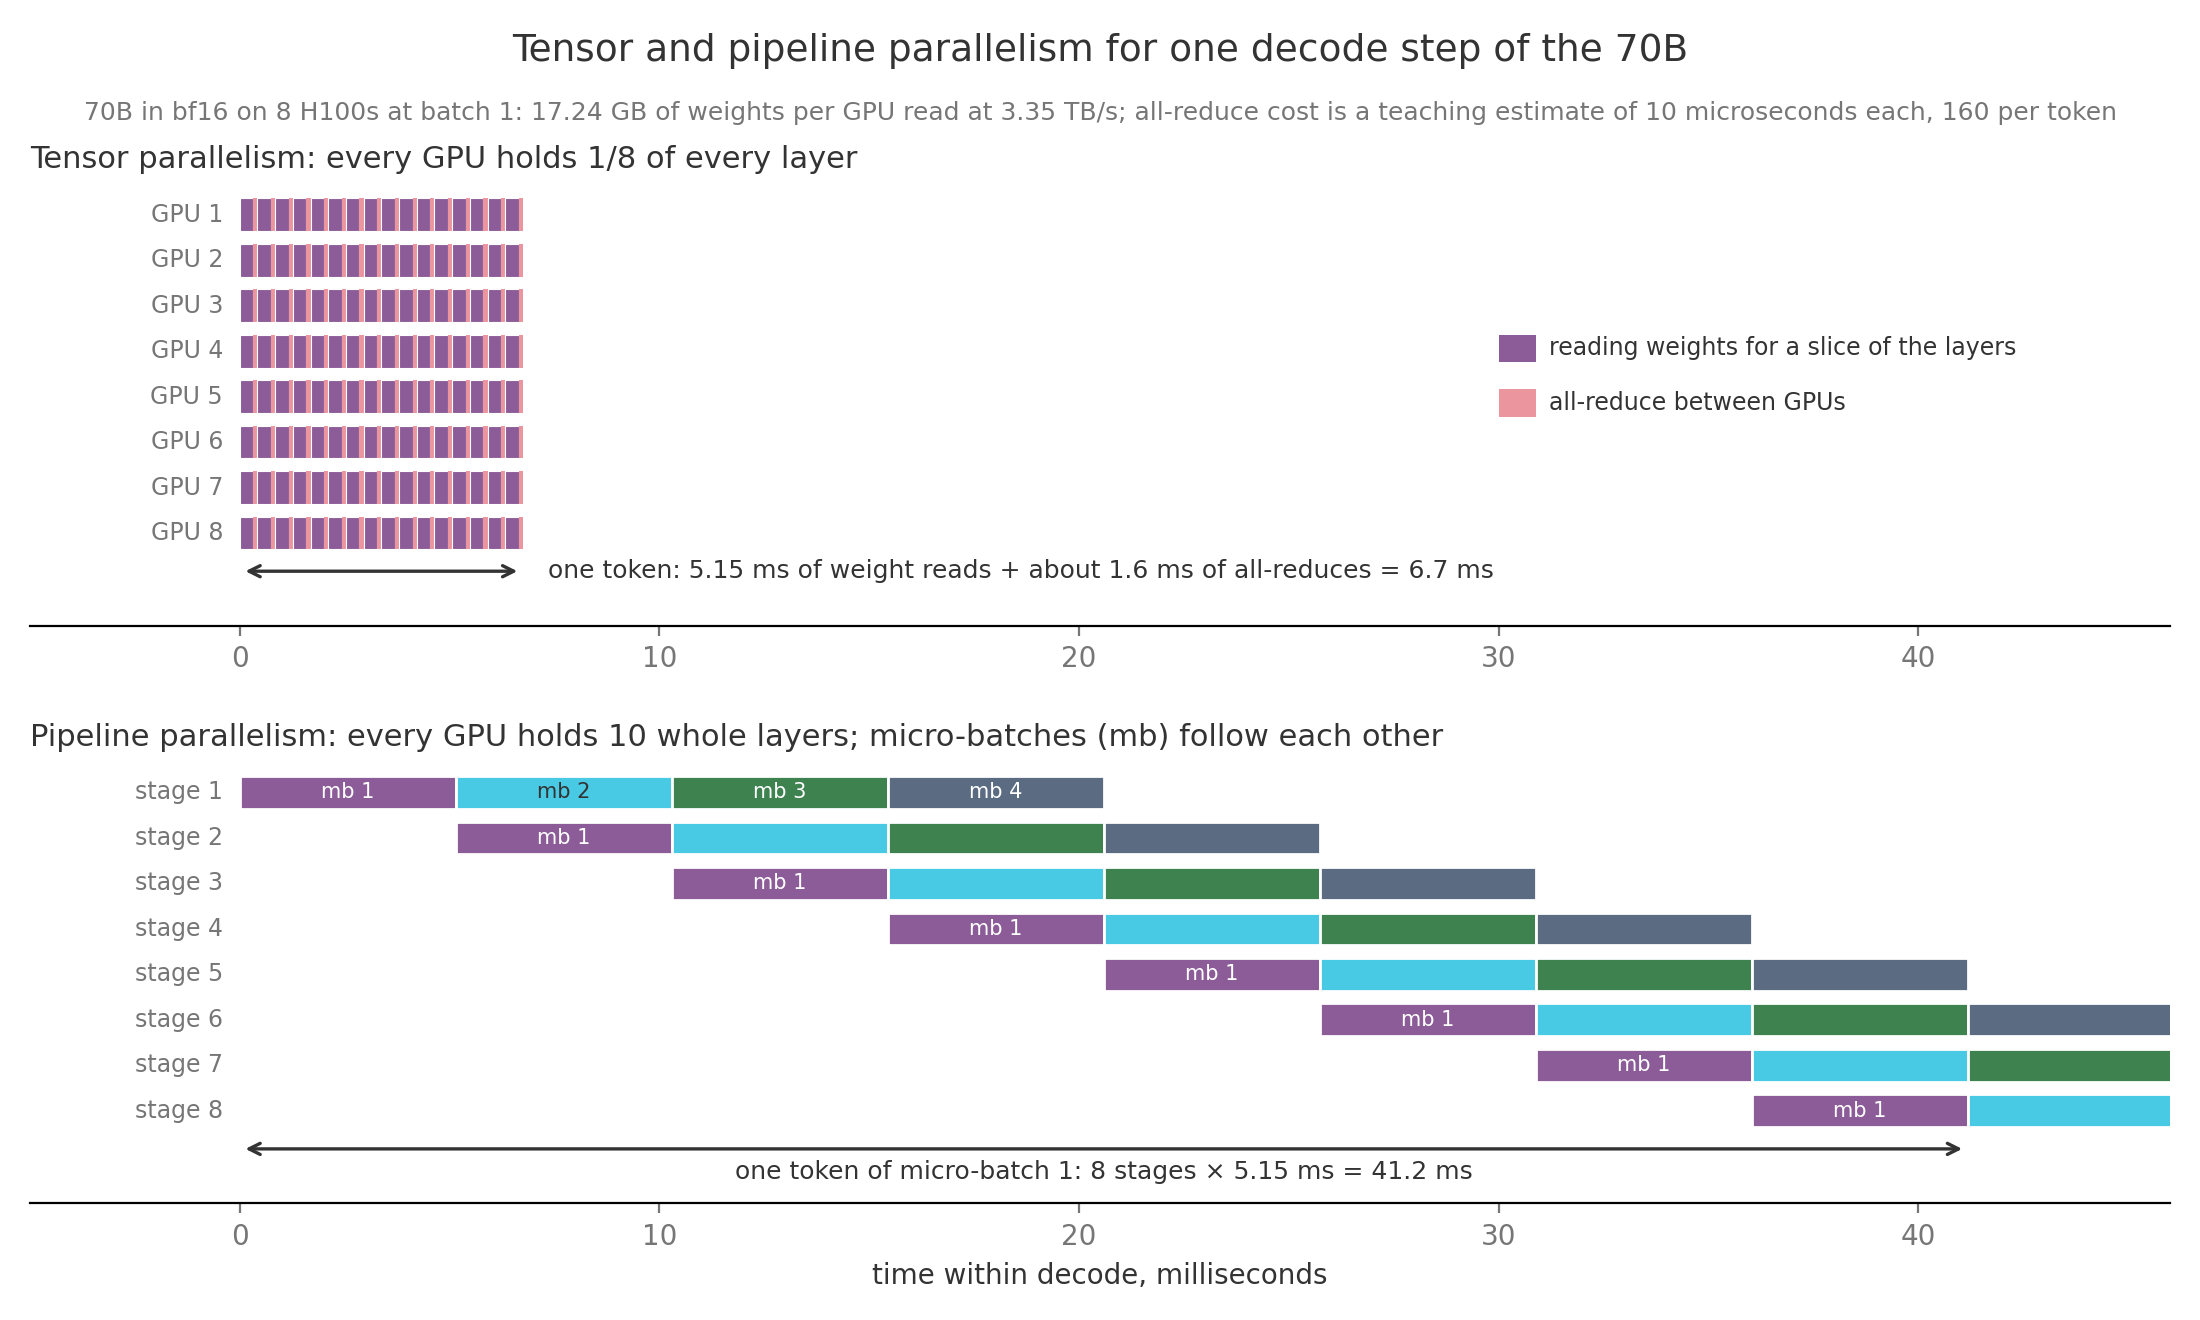 Tensor and pipeline parallelism for one decode step of the 70B
70B in bf16 on 8 H100s at batch 1: 17.24 GB of weights per GPU read at 3.35 TB/s; all-reduce cost is a teaching estimate of 10 microseconds each, 160 per token
Tensor parallelism: every GPU holds 1/8 of every layer
GPU 1
GPU 2
GPU 3
GPU 4
GPU 5
GPU 6
GPU 7
GPU 8
reading weights for a slice of the layers
all-reduce between GPUs
one token: 5.15 ms of weight reads + about 1.6 ms of all-reduces = 6.7 ms
0 10 20 30 40
Pipeline parallelism: every GPU holds 10 whole layers; micro-batches (mb) follow each other
stage 1 mb 1 mb 2 mb 3 mb 4
stage 2 mb 1
stage 3 mb 1
stage 4 mb 1
stage 5 mb 1
stage 6 mb 1
stage 7 mb 1
stage 8 mb 1
one token of micro-batch 1: 8 stages × 5.15 ms = 41.2 ms
0 10 20 30 40
time within decode, milliseconds